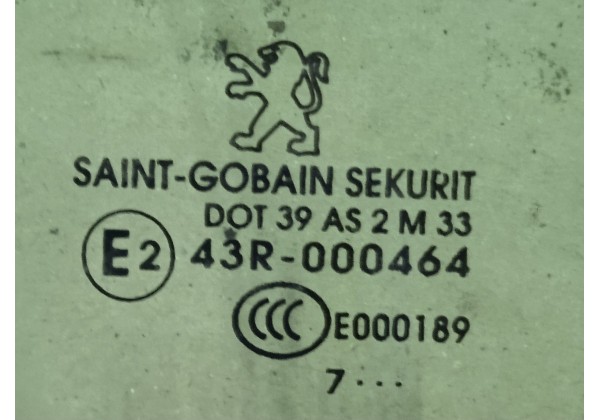 SAINT-GOBAIN SEKURIT
DOT 39 AS 2 M 33
E2 43R-000464
CCC E000189
7 ...